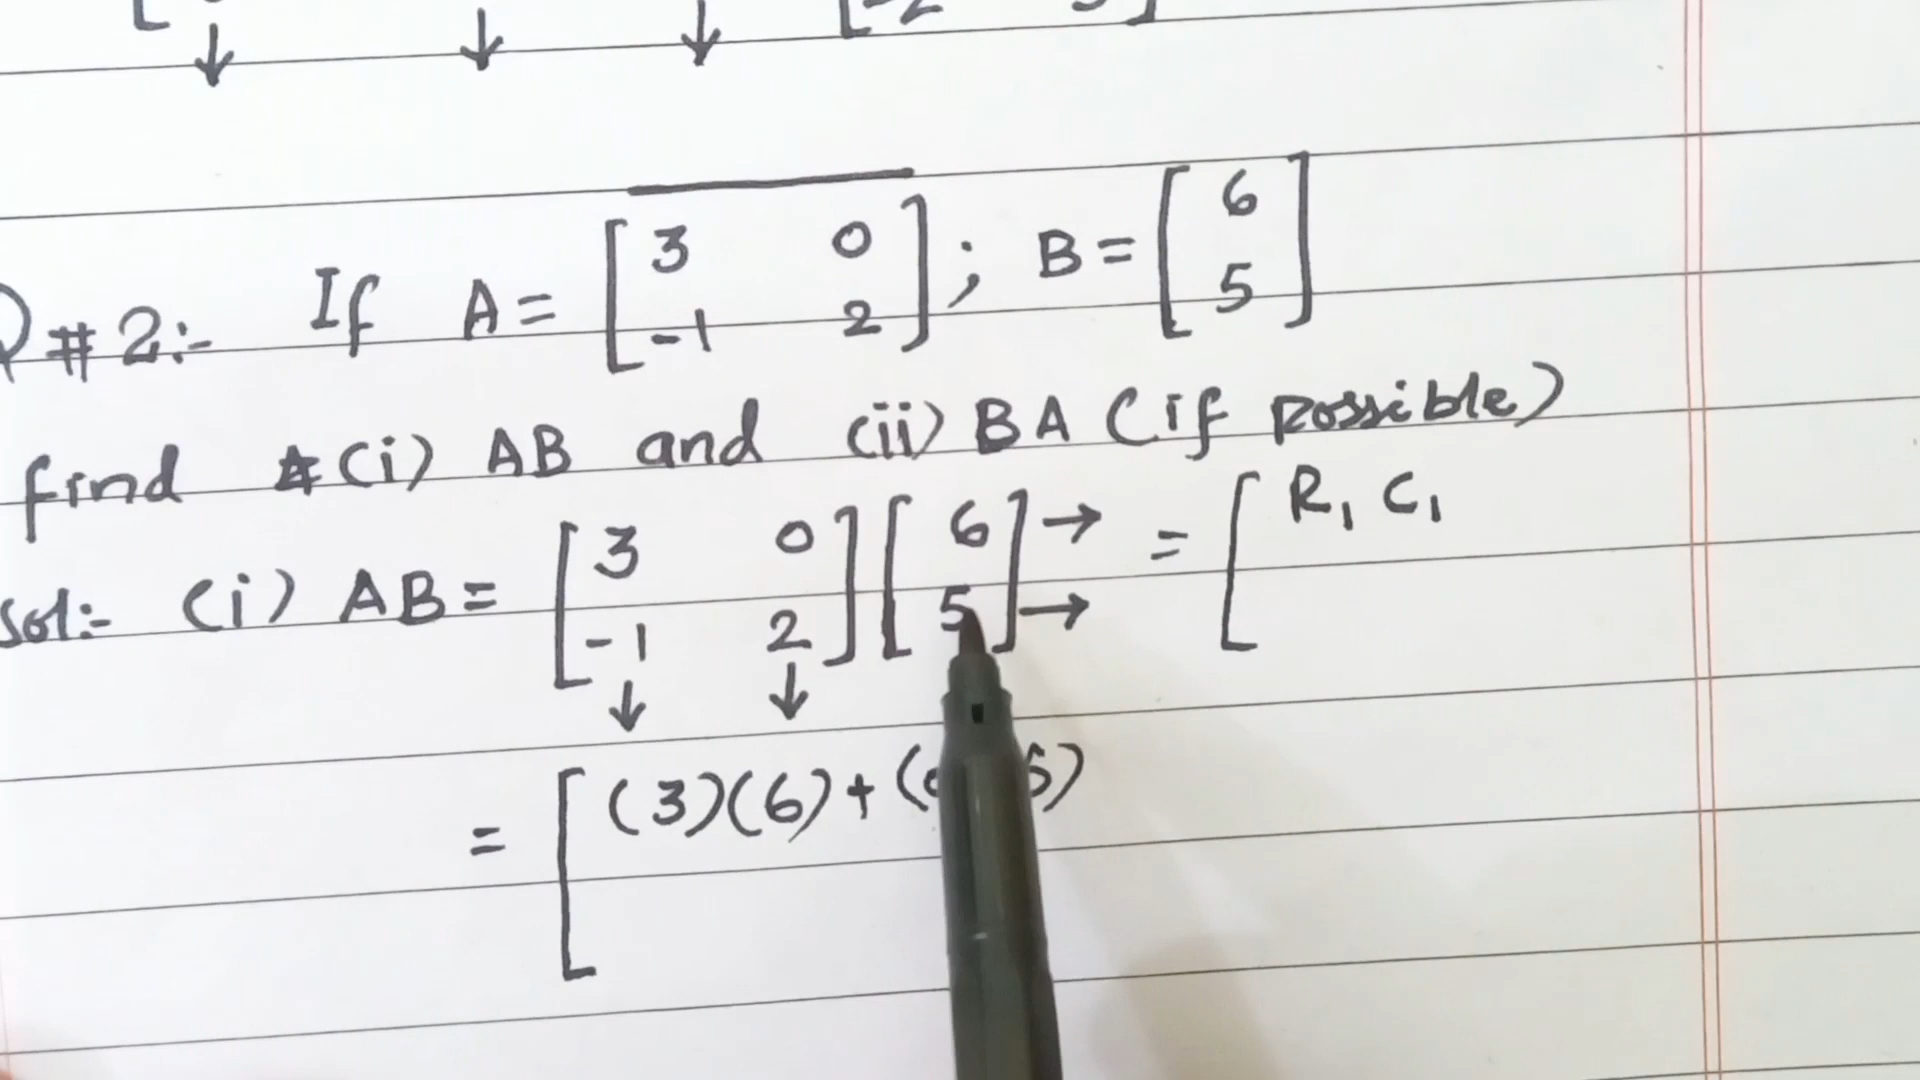 -2
Q#2:- If A = [ 3 0 -1 2 ] ; B = [ 6 5 ]
find (i) AB and (ii) BA (if possible)
Sol:- (i) AB = [ 3 0 -1 2 ] [ 6 5 ] → → = [ R₁ C₁
↓ ↓
= [ (3)(6) + (